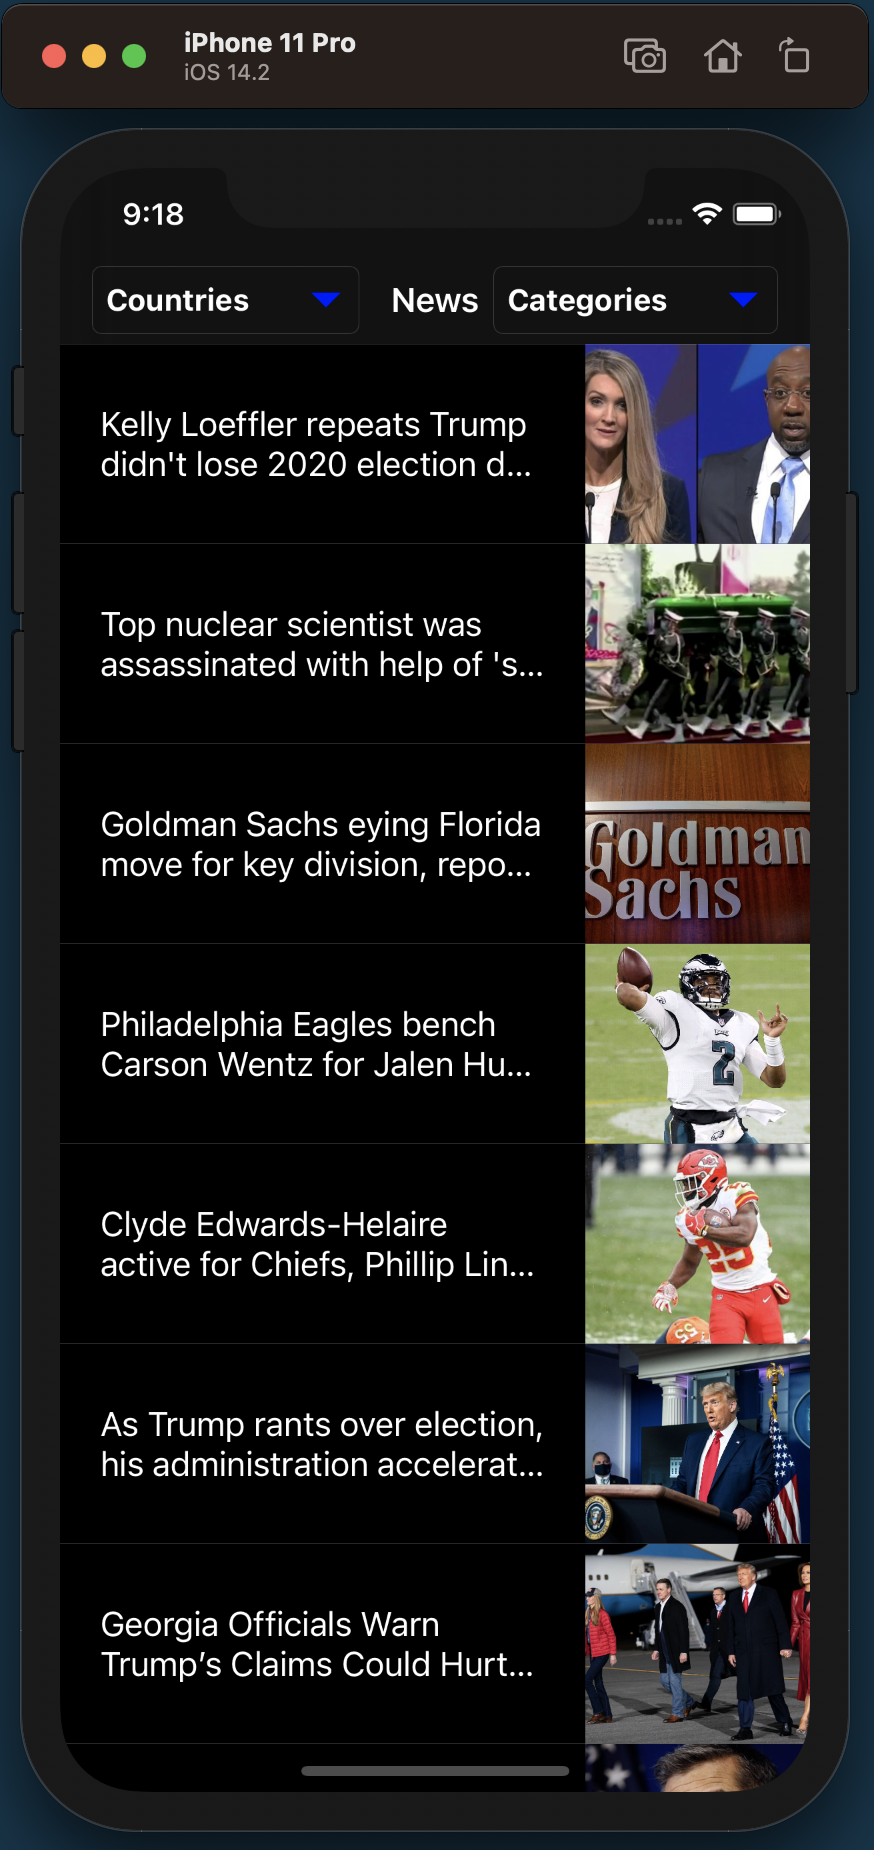 iPhone 11 Pro
iOS 14.2
9:18
Countries
News
Categories
Kelly Loeffler repeats Trump
didn't lose 2020 election d...
Top nuclear scientist was
assassinated with help of 's...
Goldman Sachs eying Florida
move for key division, repo...
Goldman
Sachs
Philadelphia Eagles bench
Carson Wentz for Jalen Hu...
2
Clyde Edwards-Helaire
active for Chiefs, Phillip Lin...
25
55
As Trump rants over election,
his administration accelerat...
Georgia Officials Warn
Trump’s Claims Could Hurt...